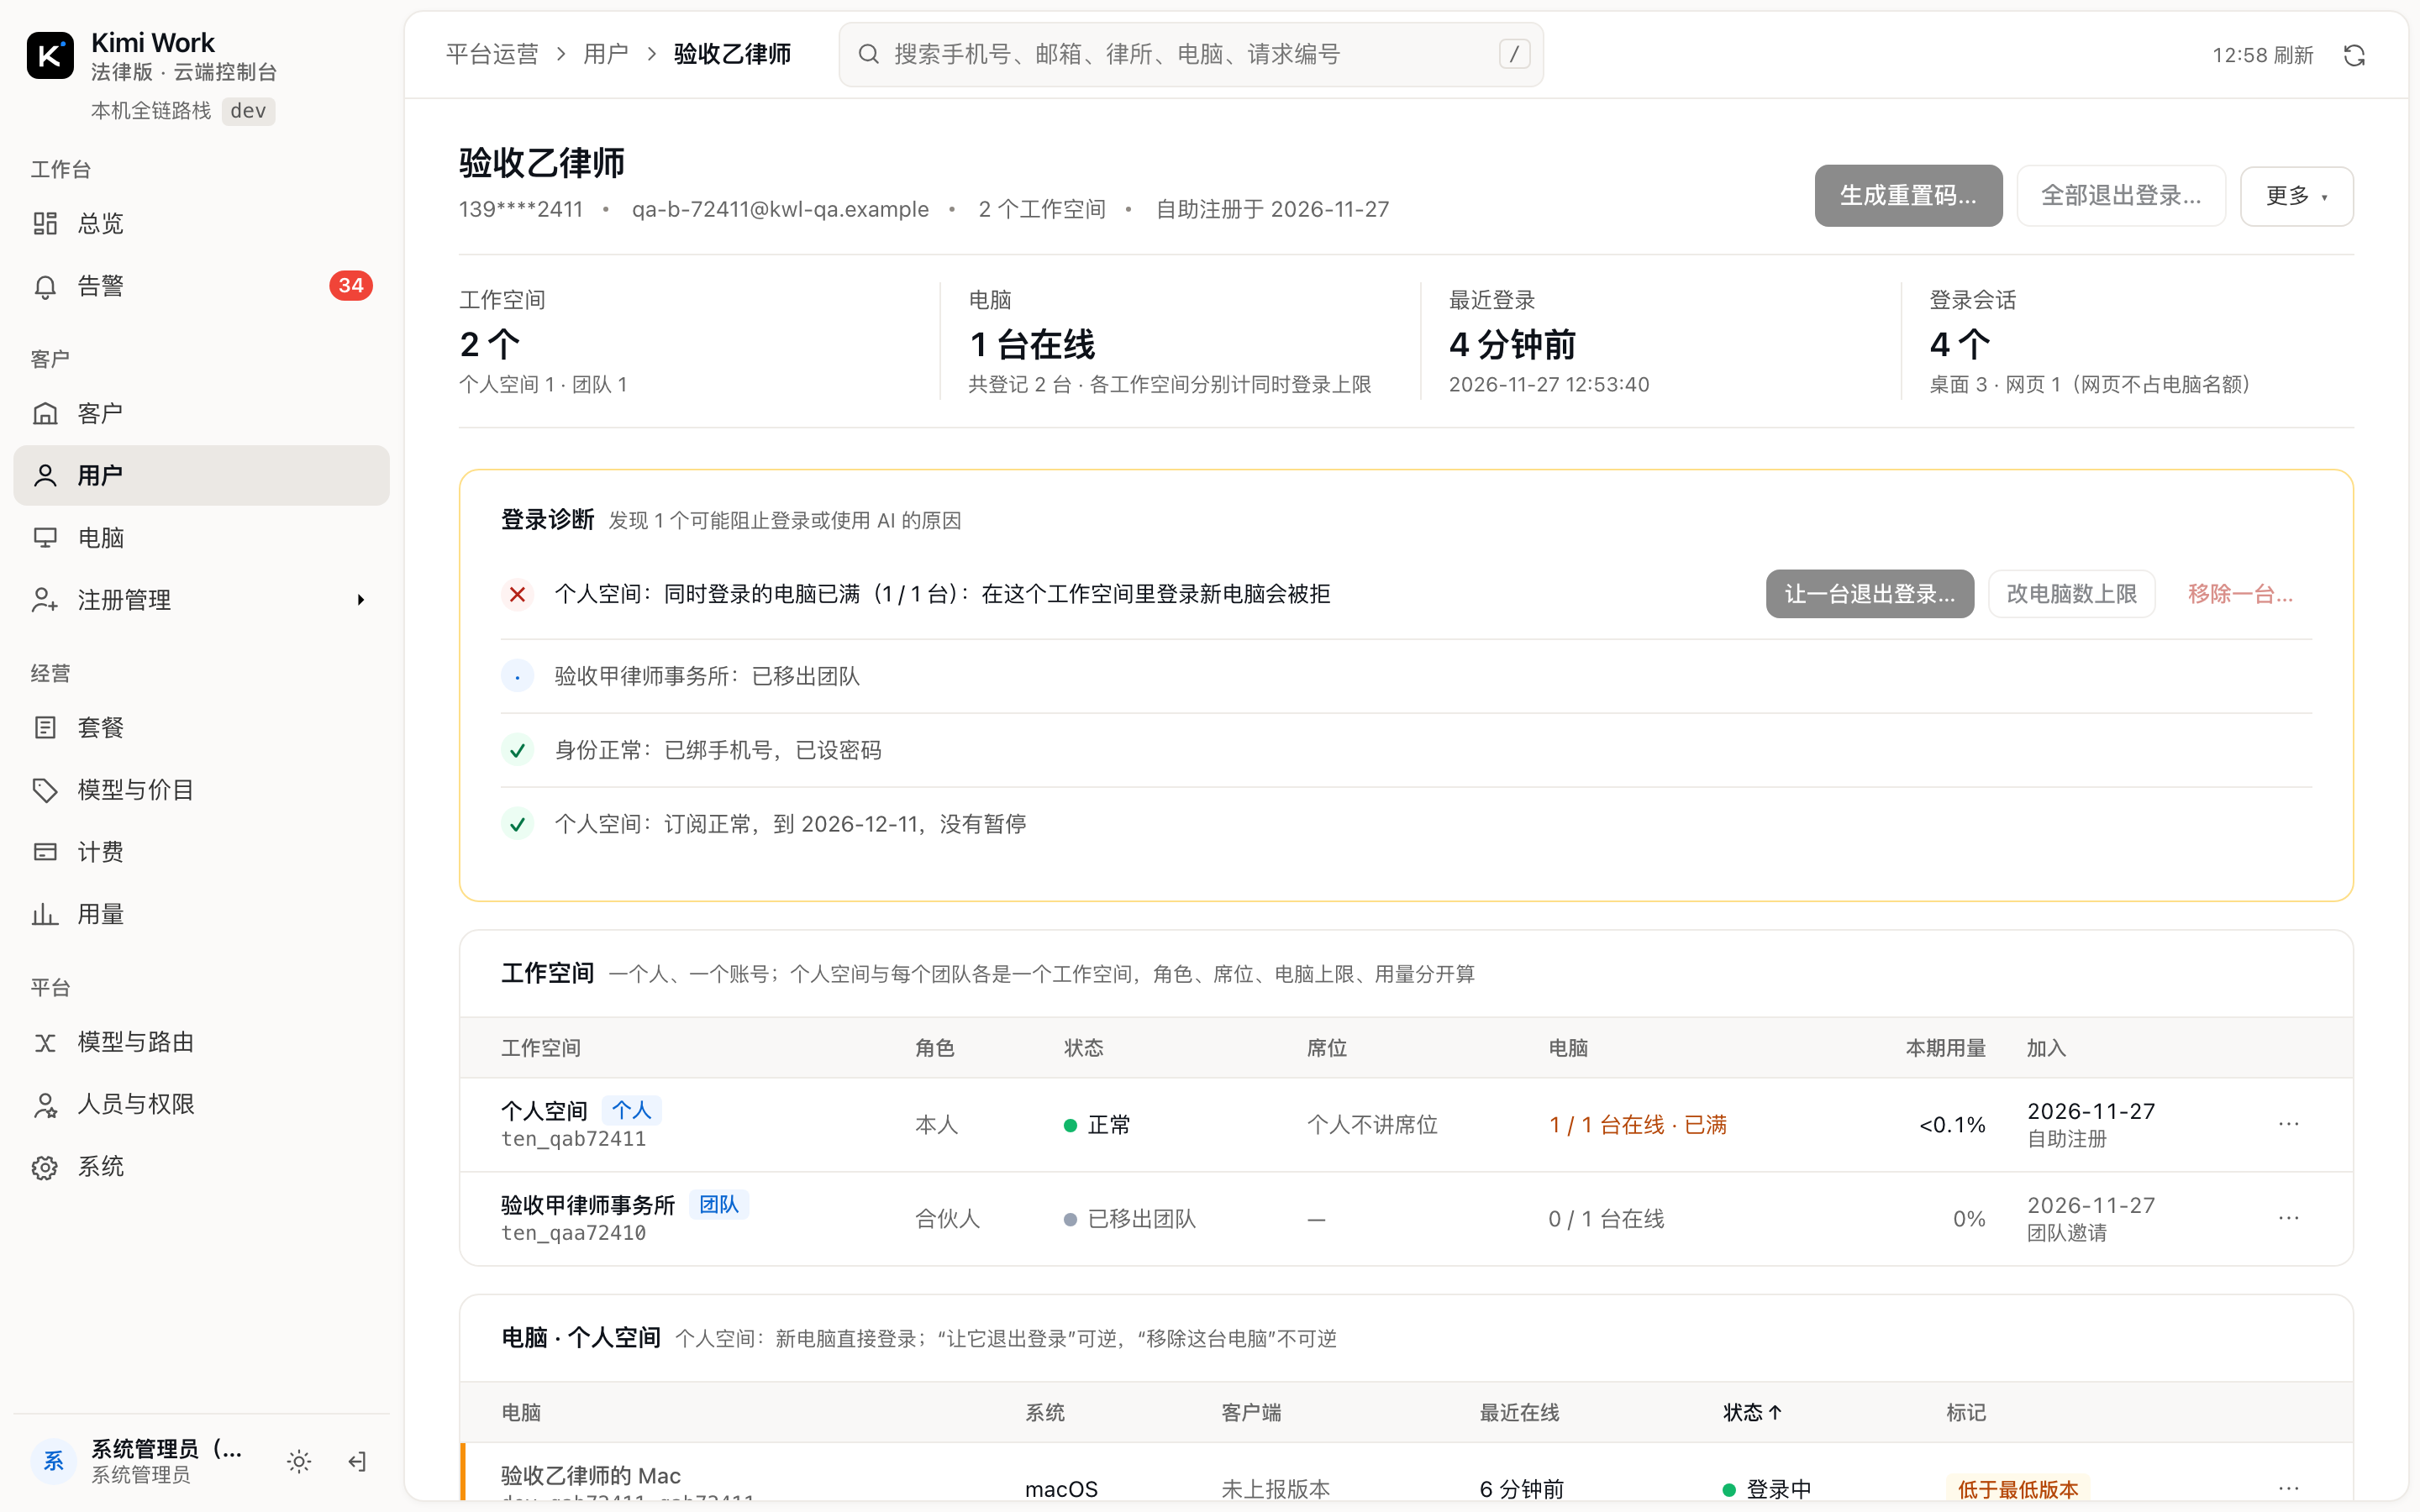 Kimi Work
法律版 · 云端控制台
本机全链路栈 dev
工作台
总览
告警 34
客户
客户
用户
电脑
注册管理
经营
套餐
模型与价目
计费
用量
平台
模型与路由
人员与权限
系统
系 系统管理员（...
系统管理员
平台运营 > 用户 > 验收乙律师
搜索手机号、邮箱、律所、电脑、请求编号 /
12:58 刷新
验收乙律师
139****2411 • qa-b-72411@kwl-qa.example • 2 个工作空间 • 自助注册于 2026-11-27
生成重置码... 全部退出登录... 更多
工作空间
2 个
个人空间 1 · 团队 1
电脑
1 台在线
共登记 2 台 · 各工作空间分别计同时登录上限
最近登录
4 分钟前
2026-11-27 12:53:40
登录会话
4 个
桌面 3 · 网页 1（网页不占电脑名额）
登录诊断 发现 1 个可能阻止登录或使用 AI 的原因
个人空间：同时登录的电脑已满（1 / 1 台）：在这个工作空间里登录新电脑会被拒 让一台退出登录... 改电脑数上限 移除一台...
验收甲律师事务所：已移出团队
身份正常：已绑手机号，已设密码
个人空间：订阅正常，到 2026-12-11，没有暂停
工作空间 一个人、一个账号；个人空间与每个团队各是一个工作空间，角色、席位、电脑上限、用量分开算
工作空间 角色 状态 席位 电脑 本期用量 加入
个人空间 个人 本人 正常 个人不讲席位 1 / 1 台在线 · 已满 <0.1% 2026-11-27 ...
ten_qab72411 自助注册
验收甲律师事务所 团队 合伙人 已移出团队 — 0 / 1 台在线 0% 2026-11-27 ...
ten_qaa72410 团队邀请
电脑 · 个人空间 个人空间：新电脑直接登录；“让它退出登录”可逆，“移除这台电脑”不可逆
电脑 系统 客户端 最近在线 状态 ↑ 标记
验收乙律师的 Mac macOS 未上报版本 6 分钟前 登录中 低于最低版本 ...